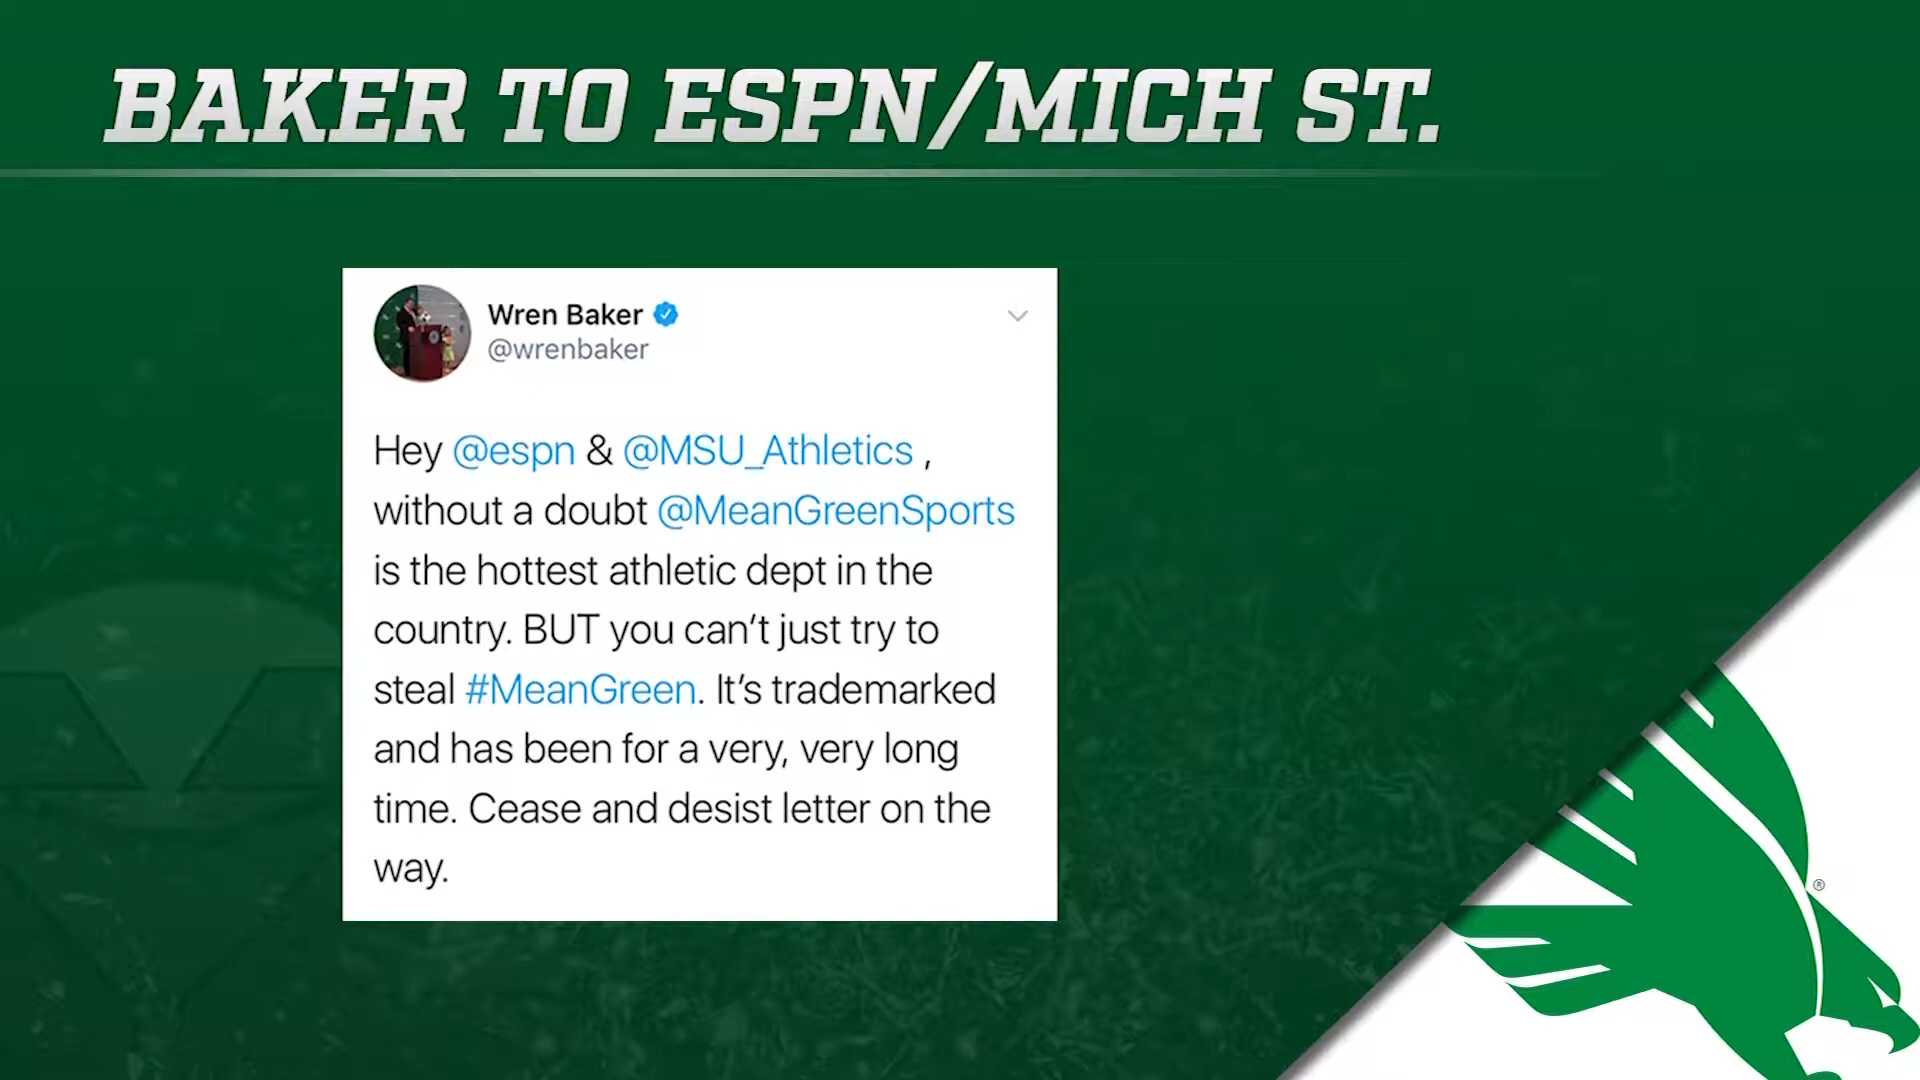 BAKER TO ESPN/MICH ST.
Wren Baker
@wrenbaker
Hey @espn & @MSU_Athletics ,
without a doubt @MeanGreenSports
is the hottest athletic dept in the
country. BUT you can't just try to
steal #MeanGreen. It's trademarked
and has been for a very, very long
time. Cease and desist letter on the
way.
®